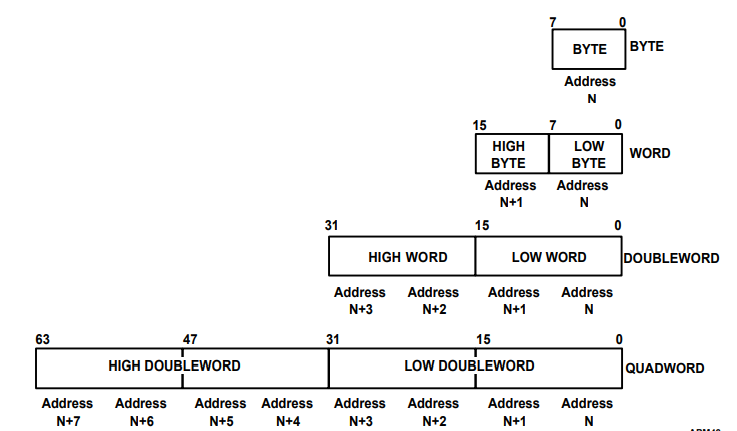 7 0
BYTE BYTE
Address
N
15 7 0
HIGH LOW
BYTE BYTE WORD
Address Address
N+1 N
31 15 0
HIGH WORD LOW WORD DOUBLEWORD
Address Address Address Address
N+3 N+2 N+1 N
63 47 31 15 0
HIGH DOUBLEWORD LOW DOUBLEWORD QUADWORD
Address Address Address Address Address Address Address Address
N+7 N+6 N+5 N+4 N+3 N+2 N+1 N